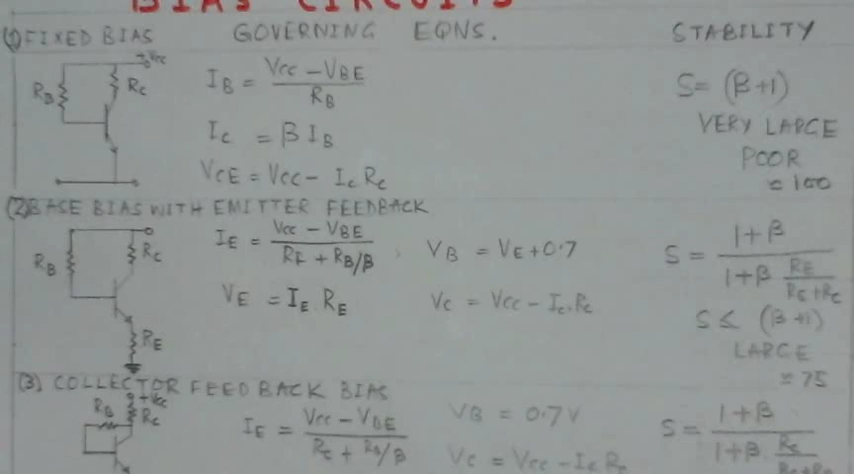 BIAS CIRCUITS
(1) FIXED BIAS GOVERNING EQNS. STABILITY
+Vcc
RB RC
IB = (Vcc - VBE) / RB
S = (β+1)
Ic = β IB
VERY LARGE
POOR
VCE = Vcc - Ic Rc
= 100
(2) BASE BIAS WITH EMITTER FEEDBACK
RB RC
IE = (Vcc - VBE) / (RE + RB/β) , VB = VE + 0.7
S = (1+β) / (1+β RE/(RE+RC))
VE = IE RE Vc = Vcc - Ic.Rc
S ≤ (β+1)
RE
LARGE
= 75
(3) COLLECTOR FEEDBACK BIAS
+Vcc
RB RC
IE = (Vcc - VBE) / (RC + RB/β) VB = 0.7V
S = (1+β) / (1+β Rc
Vc = Vcc - Ic